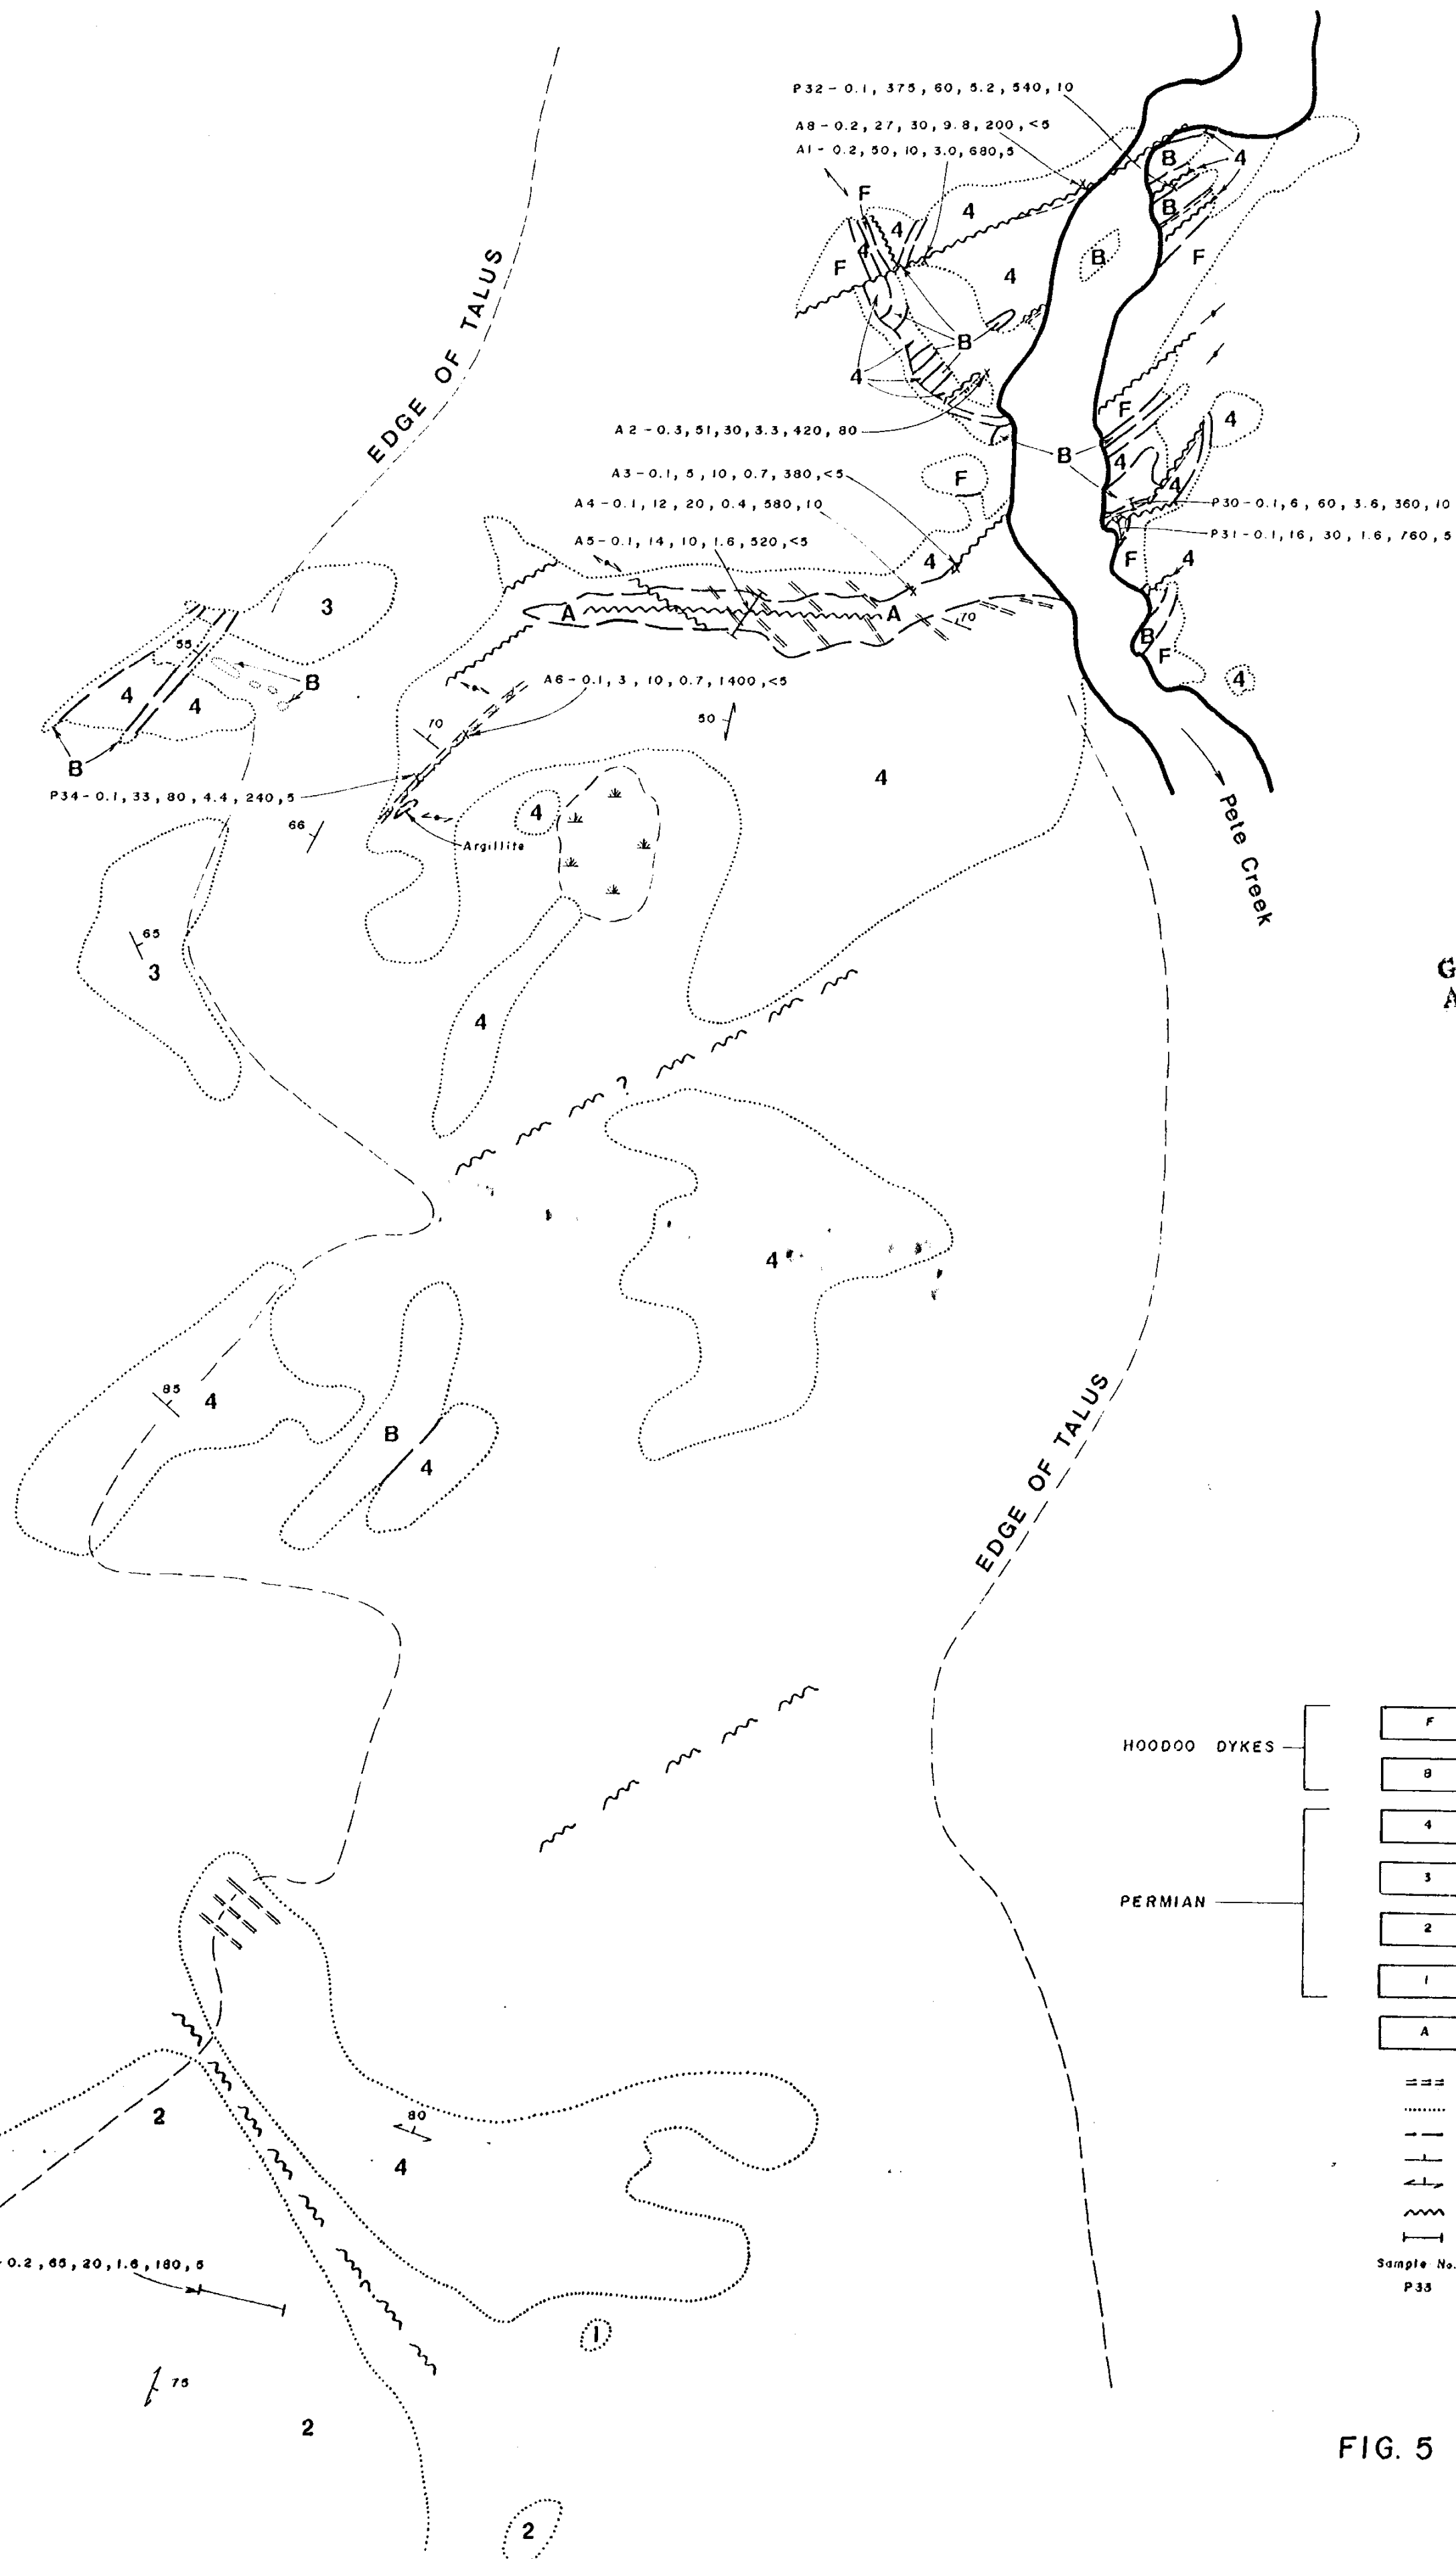 P32-0.1, 375, 60, 5.2, 540, 10
A8-0.2, 27, 30, 9.8, 200, <5
A1-0.2, 50, 10, 3.0, 680, 5
B
4
F
4
4
B
4
F
B
F
4
B
4
EDGE OF TALUS
F
4
A2-0.3, 51, 30, 3.3, 420, 80
B
4
A3-0.1, 5, 10, 0.7, 380, <5
F
4
A4-0.1, 12, 20, 0.4, 580, 10
P30-0.1, 6, 60, 3.6, 360, 10
P31-0.1, 16, 30, 1.6, 760, 5
A5-0.1, 14, 10, 1.6, 520, <5
4
F
4
3
A
A
70
55
B
F
B
4
4
4
A6-0.1, 3, 10, 0.7, 1400, <5
50
70
B
4
P34-0.1, 33, 80, 4.4, 240, 5
4
66
Argillite
Pete Creek
65
3
4
?
4
85
4
B
4
EDGE OF TALUS
F
HOODOO DYKES
B
4
3
PERMIAN
2
1
A
2
80
4
0.2, 65, 20, 1.6, 180, 5
Sample No.
P33
1
75
2
FIG. 5
2